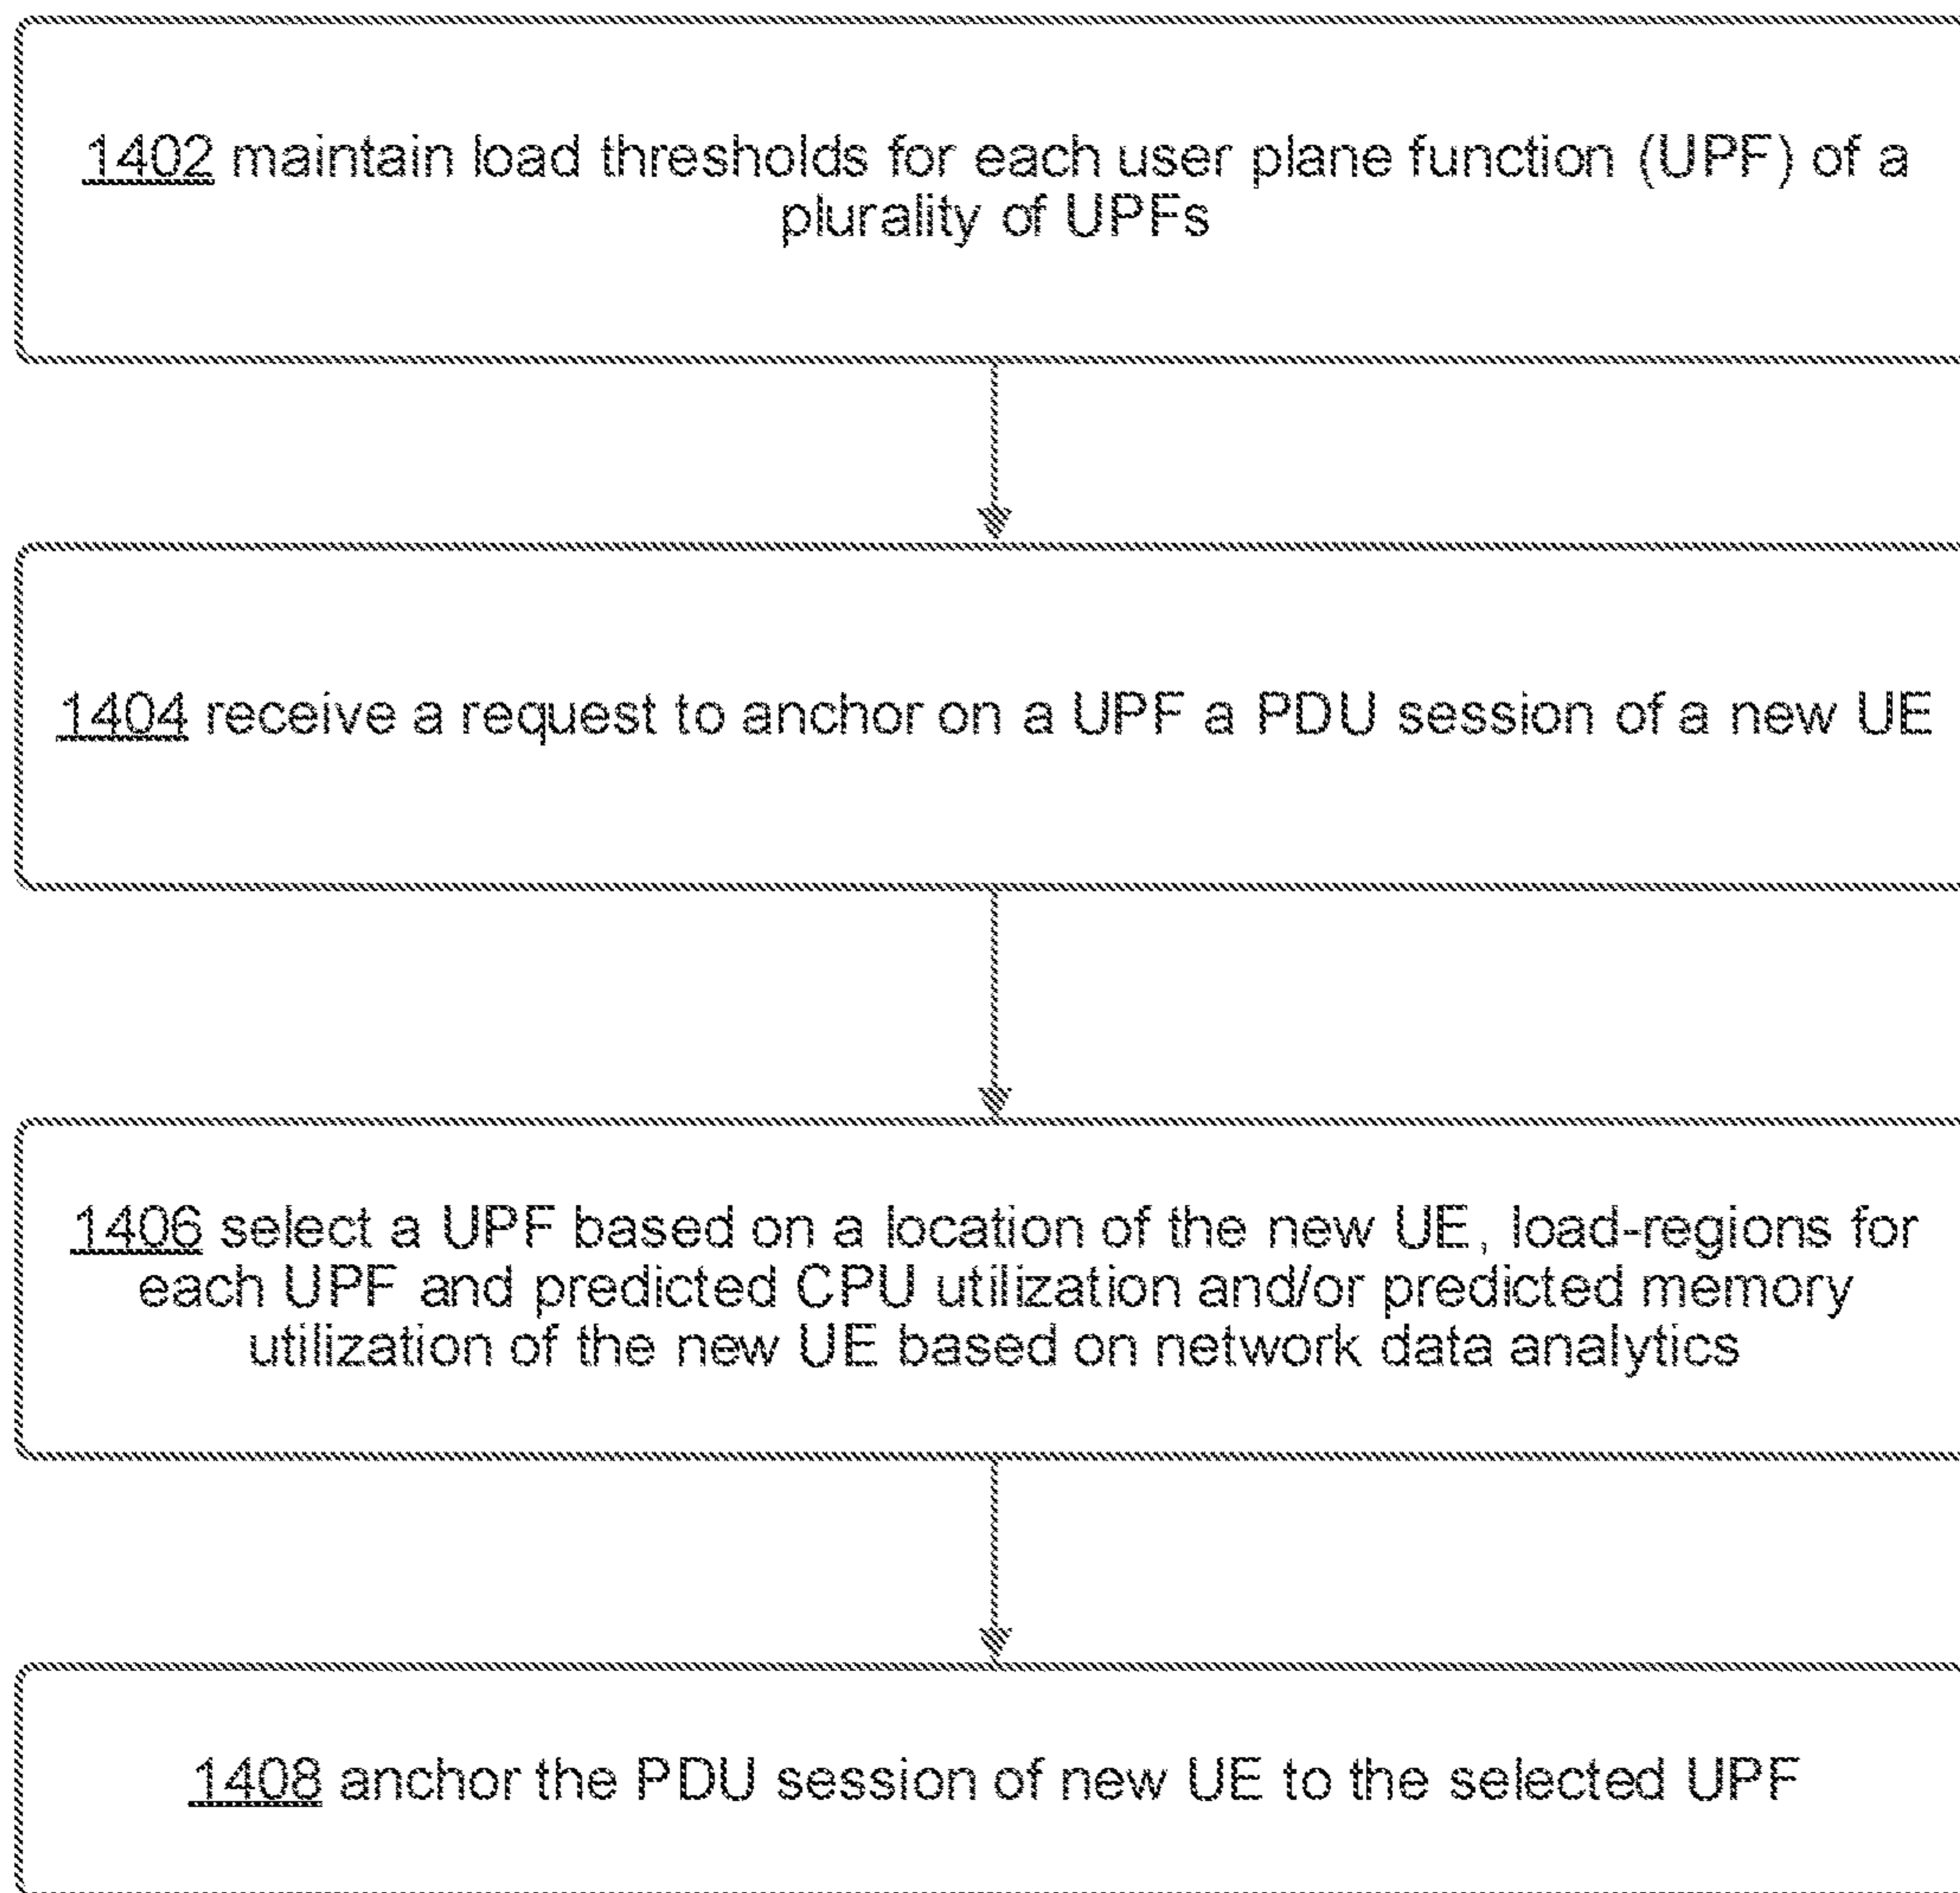 1402 maintain load thresholds for each user plane function (UPF) of a
plurality of UPFs
1404 receive a request to anchor on a UPF a PDU session of a new UE
1406 select a UPF based on a location of the new UE, load-regions for
each UPF and predicted CPU utilization and/or predicted memory
utilization of the new UE based on network data analytics
1408 anchor the PDU session of new UE to the selected UPF